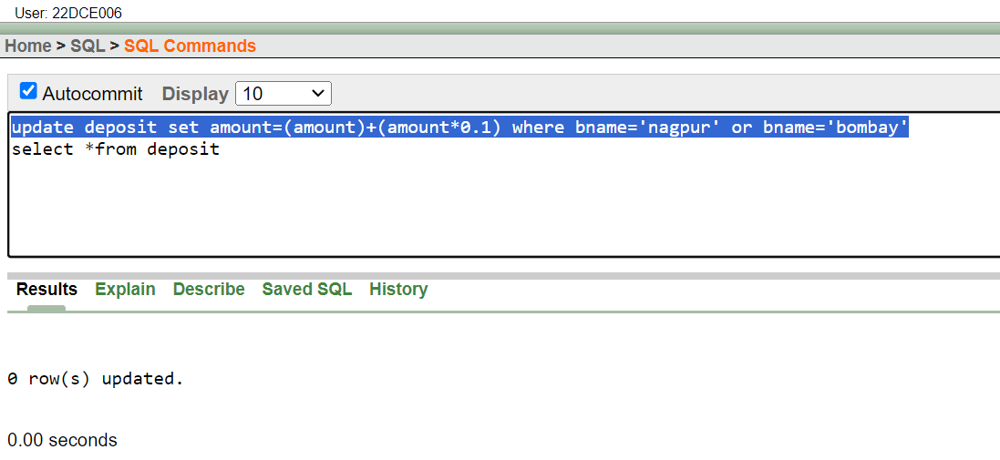 User: 22DCE006
Home > SQL > SQL Commands
Autocommit Display 10
update deposit set amount=(amount)+(amount*0.1) where bname='nagpur' or bname='bombay'
select *from deposit
Results Explain Describe Saved SQL History
0 row(s) updated.
0.00 seconds